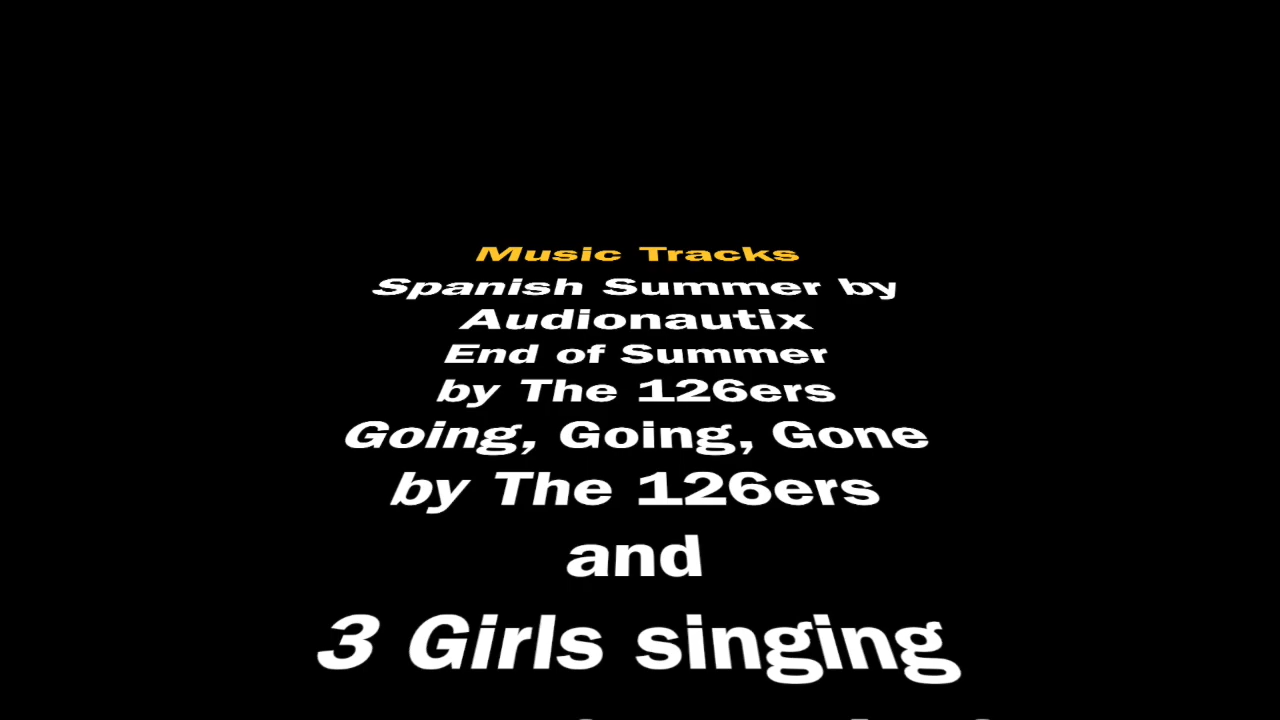 Music Tracks
Spanish Summer by
Audionautix
End of Summer
by The 126ers
Going, Going, Gone
by The 126ers
and
3 Girls singing